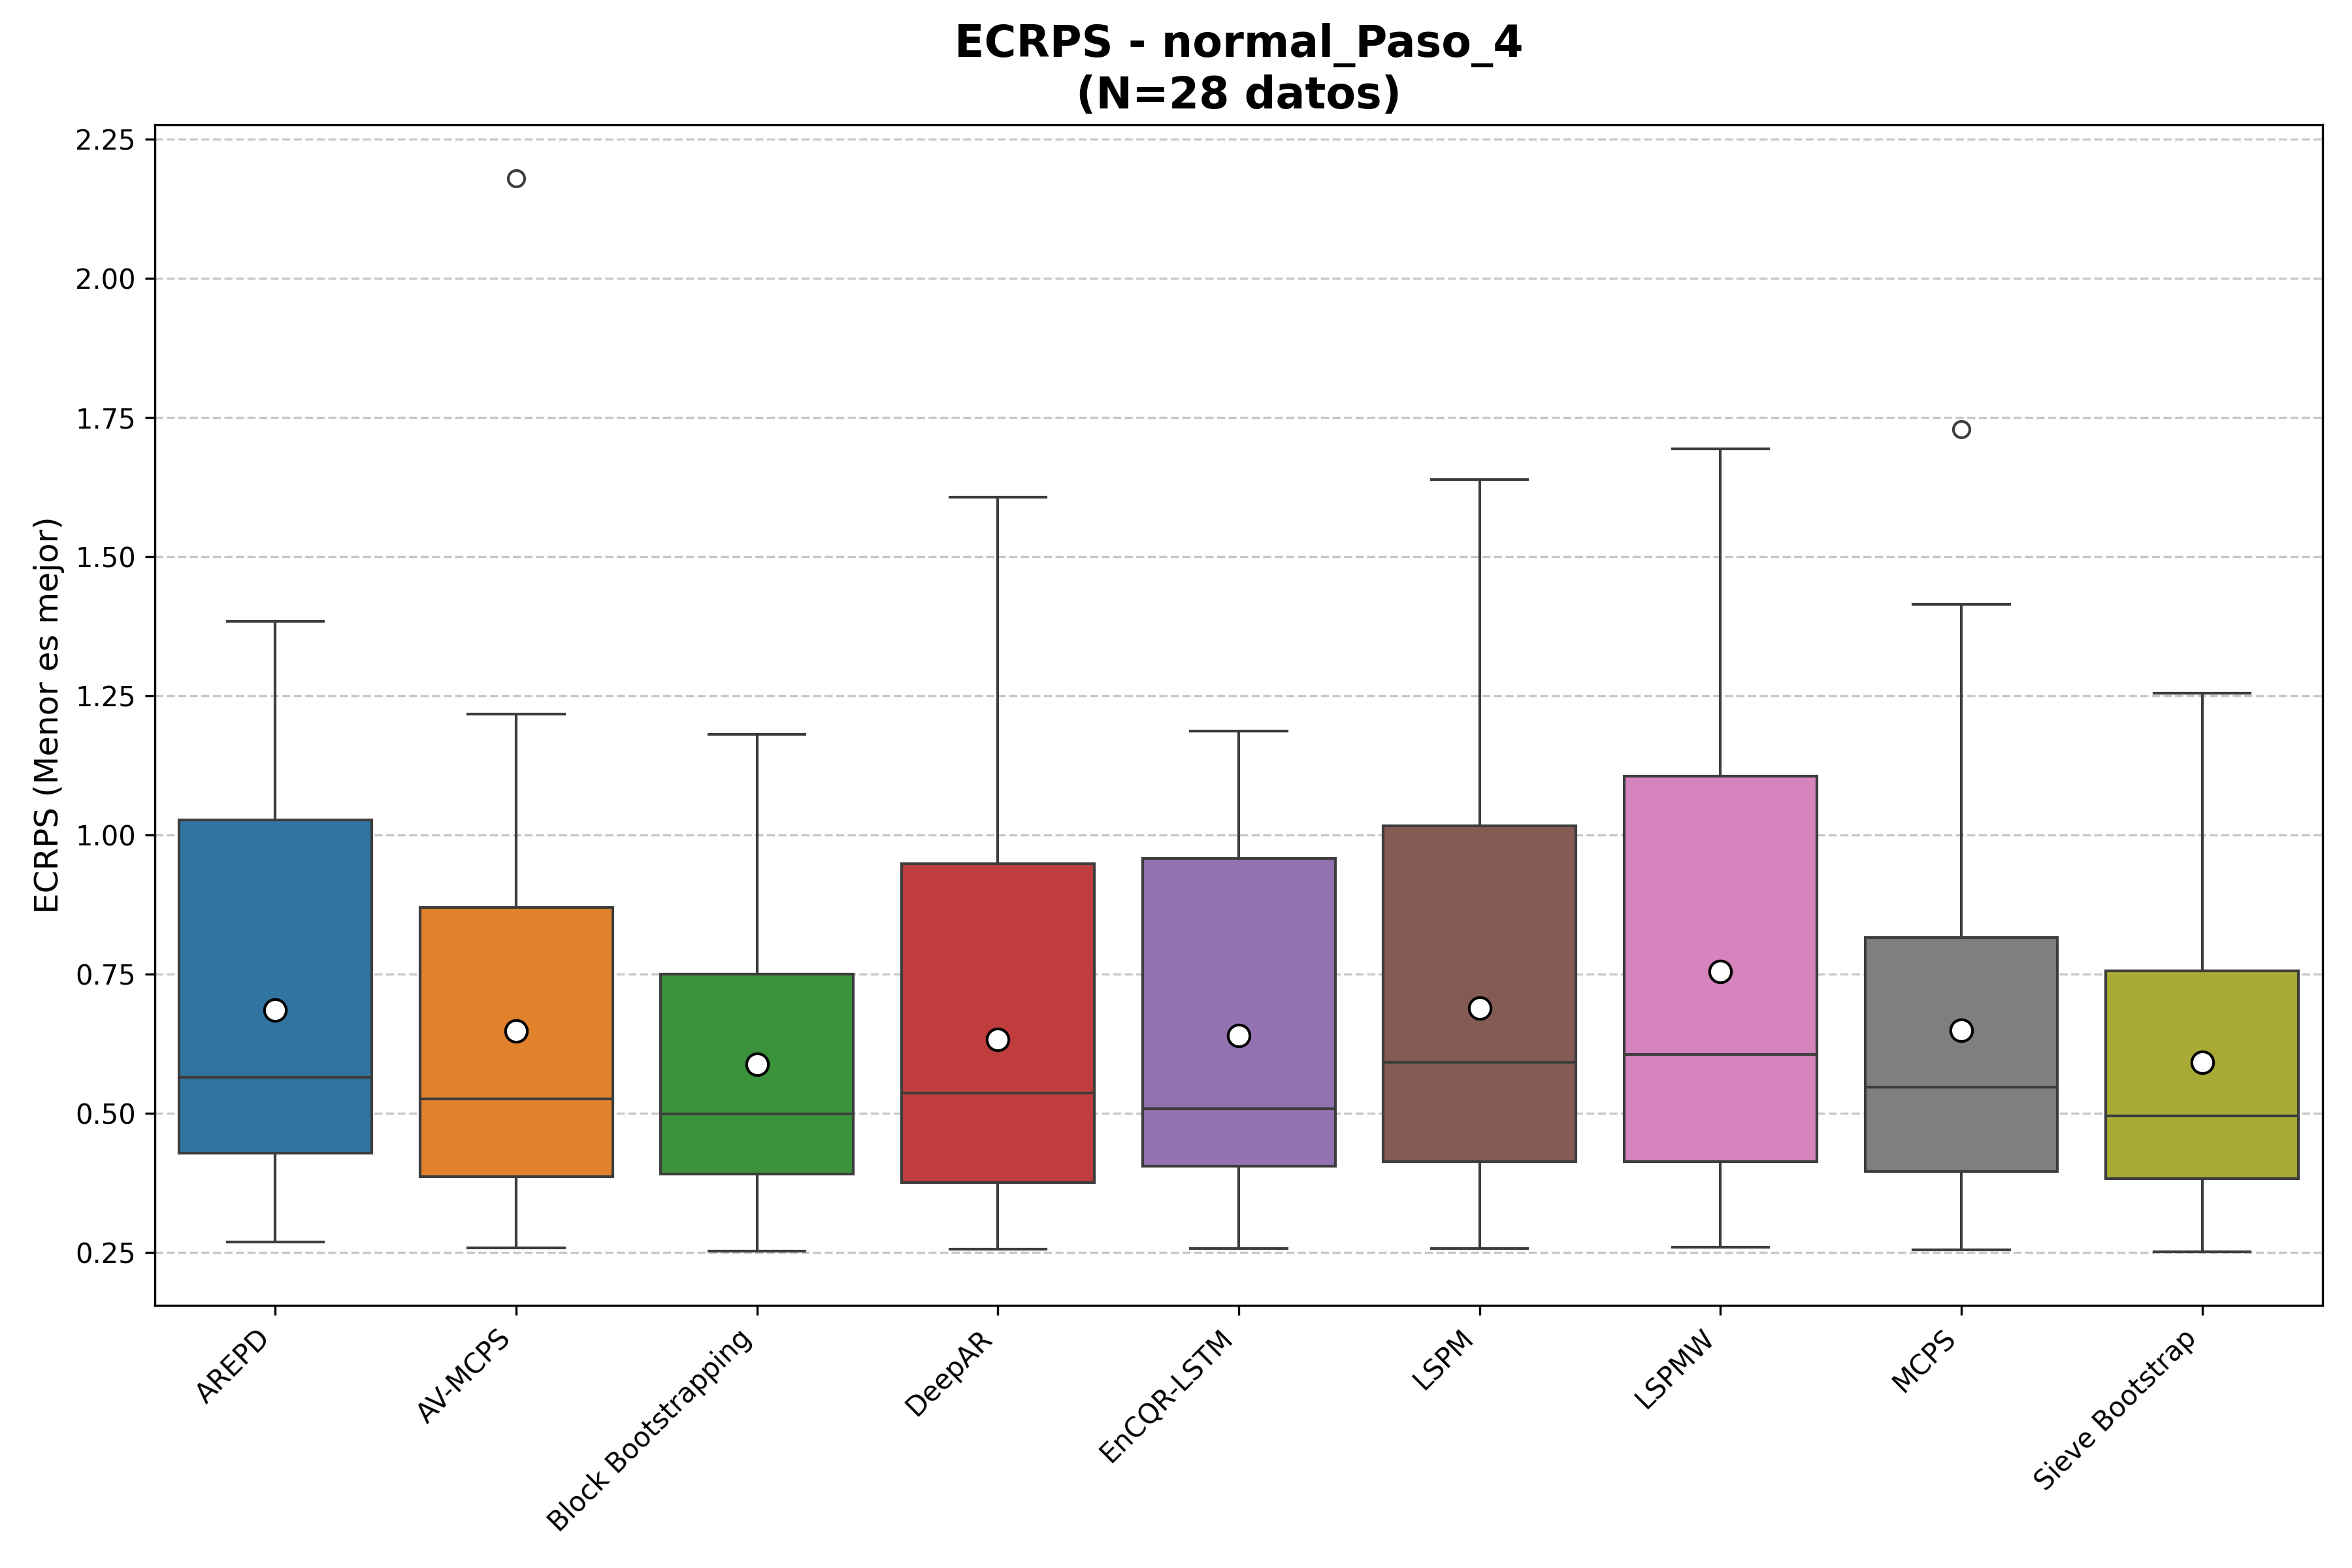 ECRPS - normal_Paso_4
(N=28 datos)
ECRPS (Menor es mejor)
2.25
2.00
1.75
1.50
1.25
1.00
0.75
0.50
0.25
AREPD
AV-MCPS
Block Bootstrapping
DeepAR
EnCQR-LSTM
LSPM
LSPMW
MCPS
Sieve Bootstrap